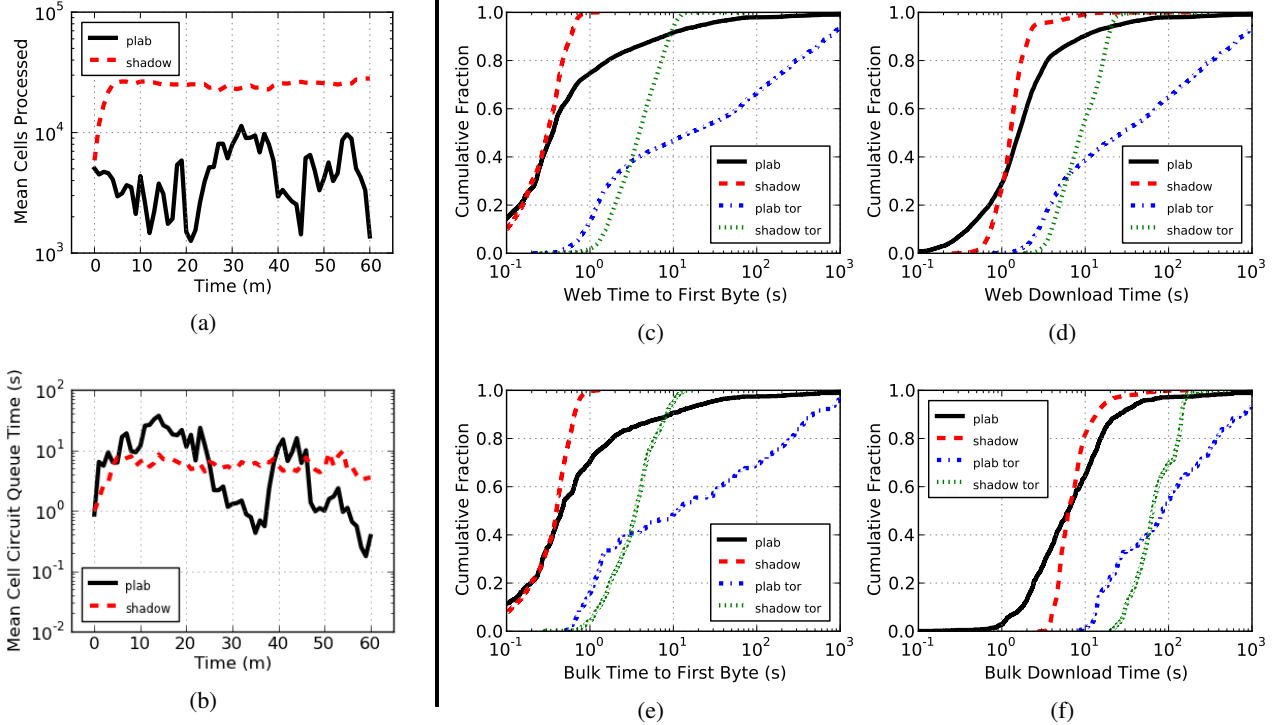 10^5
10^4
10^3
Mean Cells Processed
plab
shadow
0 10 20 30 40 50 60
Time (m)
(a)
10^2
10^1
10^0
10^-1
10^-2
Mean Cell Circuit Queue Time (s)
plab
shadow
0 10 20 30 40 50 60
Time (m)
(b)
1.0
0.8
0.6
0.4
0.2
0.0
Cumulative Fraction
plab
shadow
plab tor
shadow tor
10^-1 10^0 10^1 10^2 10^3
Web Time to First Byte (s)
(c)
1.0
0.8
0.6
0.4
0.2
0.0
Cumulative Fraction
plab
shadow
plab tor
shadow tor
10^-1 10^0 10^1 10^2 10^3
Web Download Time (s)
(d)
1.0
0.8
0.6
0.4
0.2
0.0
Cumulative Fraction
plab
shadow
plab tor
shadow tor
10^-1 10^0 10^1 10^2 10^3
Bulk Time to First Byte (s)
(e)
1.0
0.8
0.6
0.4
0.2
0.0
Cumulative Fraction
plab
shadow
plab tor
shadow tor
10^-1 10^0 10^1 10^2 10^3
Bulk Download Time (s)
(f)